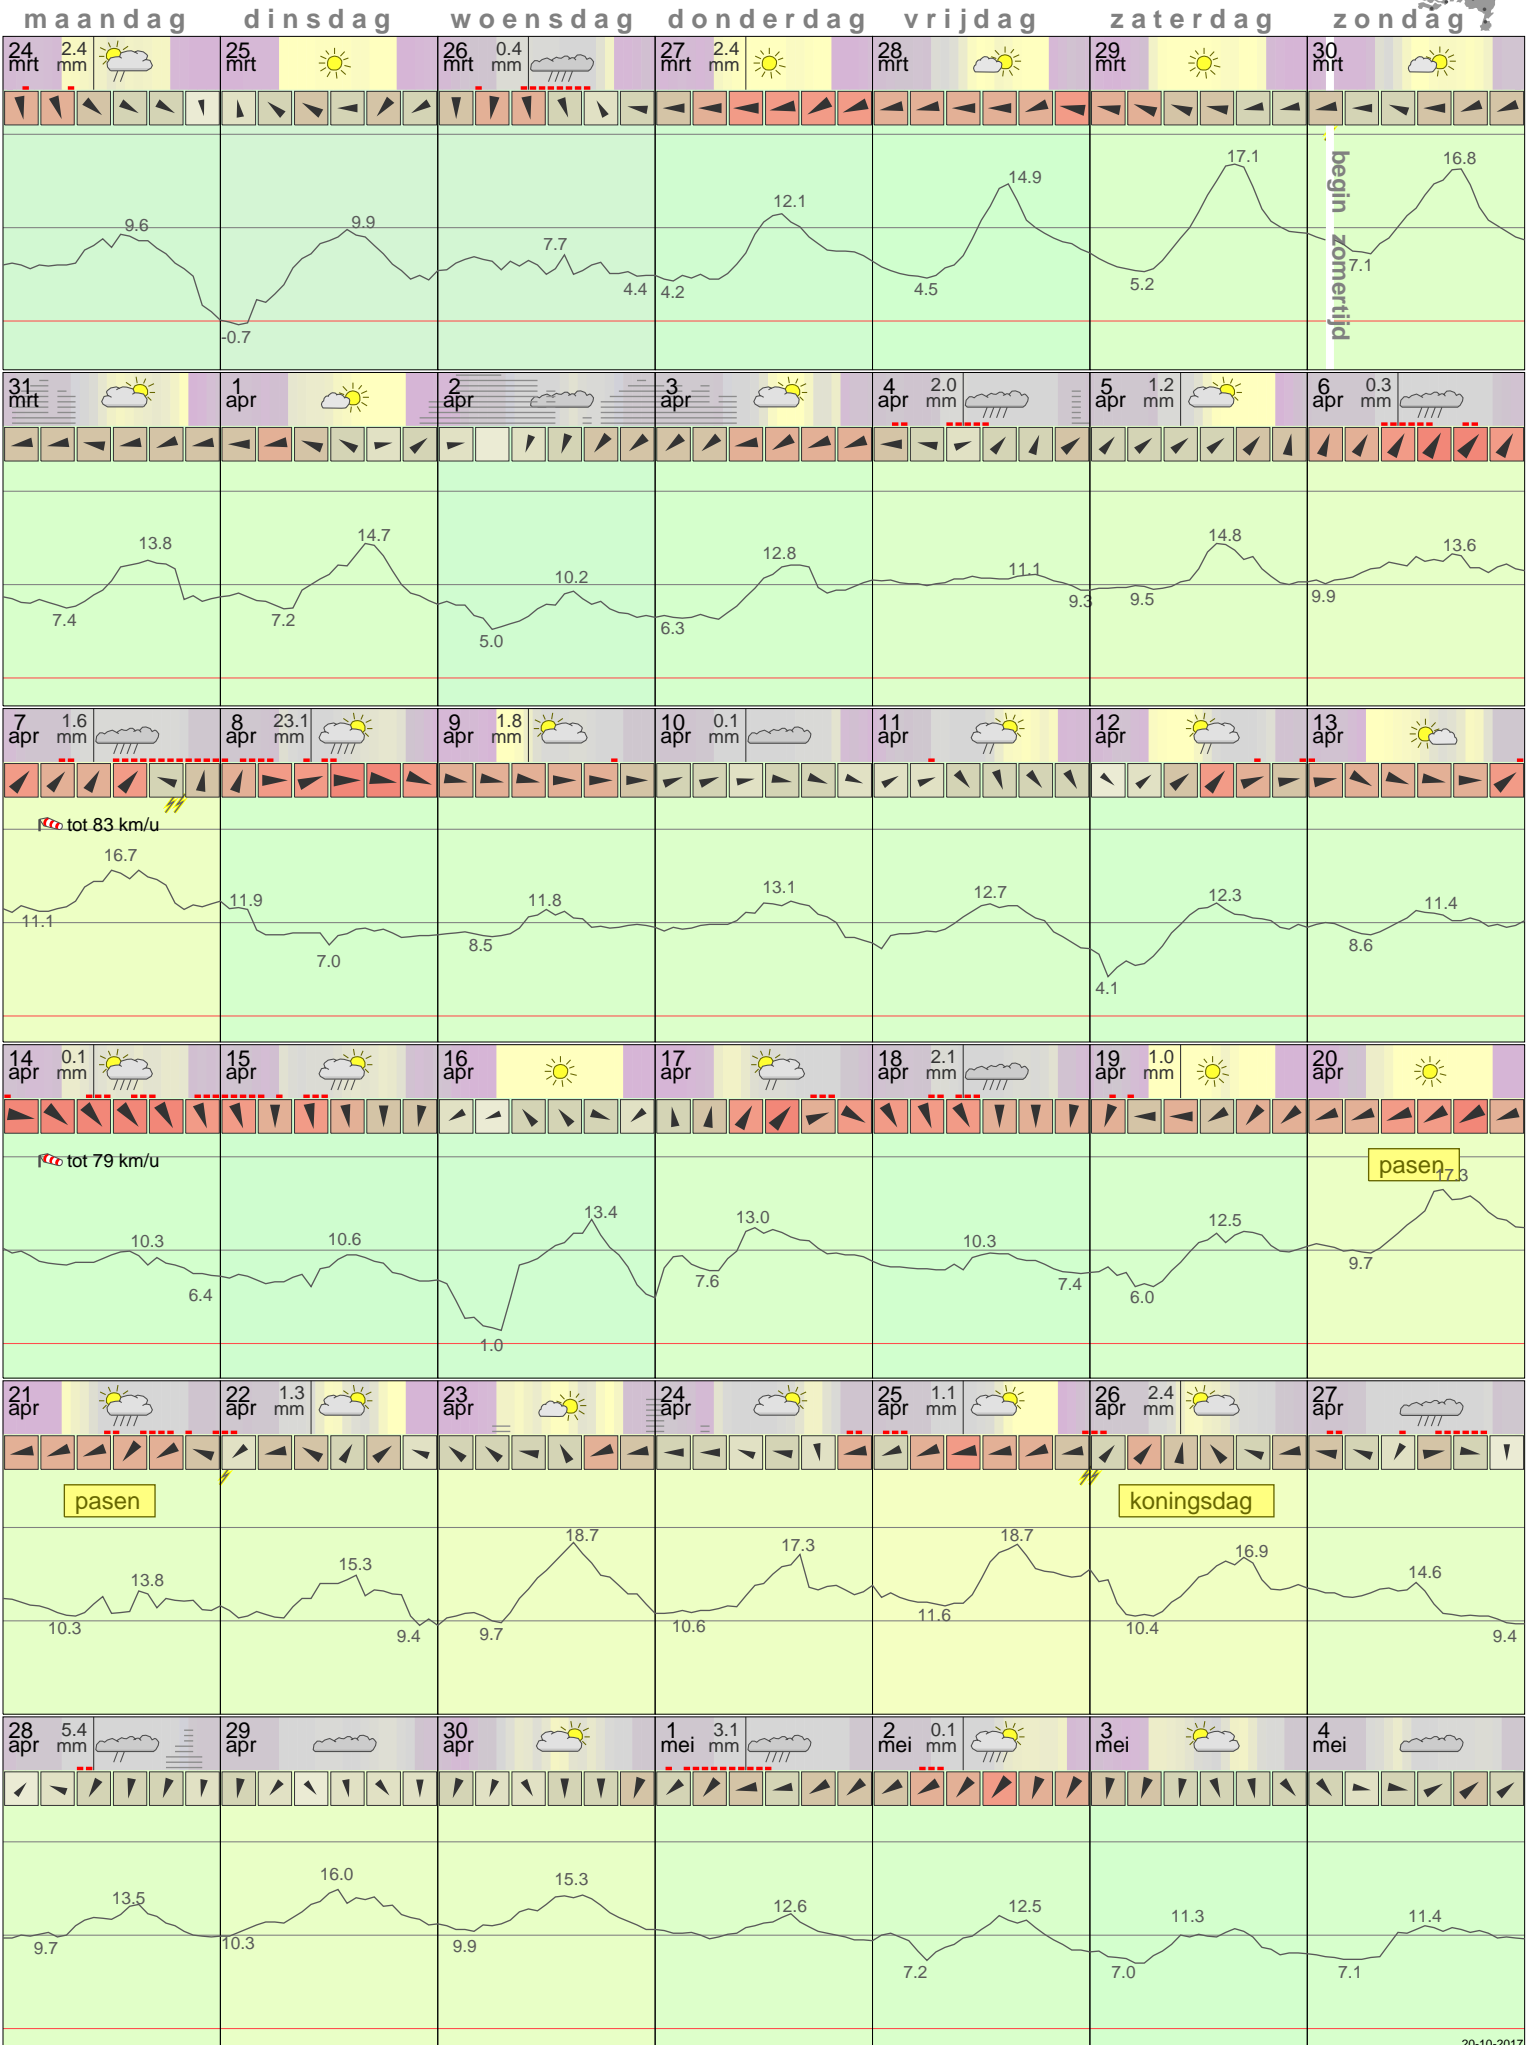 maandag dinsdag woensdag donderdag vrijdag zaterdag zondag
24 mrt 2.4 mm 25 mrt 26 mrt 0.4 mm 27 mrt 2.4 mm 28 mrt 29 mrt 30 mrt
begin zomertijd
9.6 -0.7 9.9 7.7 4.4 4.2 12.1 4.5 14.9 5.2 17.1 7.1 16.8
31 mrt 1 apr 2 apr 3 apr 4 apr 2.0 mm 5 apr 1.2 mm 6 apr 0.3 mm
7.4 13.8 7.2 14.7 5.0 10.2 6.3 12.8 11.1 9.3 9.5 14.8 9.9 13.6
7 apr 1.6 mm 8 apr 23.1 mm 9 apr 1.8 mm 10 apr 0.1 mm 11 apr 12 apr 13 apr
tot 83 km/u
11.1 16.7 11.9 7.0 8.5 11.8 13.1 12.7 4.1 12.3 8.6 11.4
14 apr 0.1 mm 15 apr 16 apr 17 apr 18 apr 2.1 mm 19 apr 1.0 mm 20 apr
tot 79 km/u
pasen
10.3 6.4 10.6 1.0 13.4 7.6 13.0 10.3 7.4 6.0 12.5 9.7 17.3
21 apr 22 apr 1.3 mm 23 apr 24 apr 25 apr 1.1 mm 26 apr 2.4 mm 27 apr
pasen
koningsdag
10.3 13.8 15.3 9.4 9.7 18.7 10.6 17.3 11.6 18.7 10.4 16.9 14.6 9.4
28 apr 5.4 mm 29 apr 30 apr 1 mei 3.1 mm 2 mei 0.1 mm 3 mei 4 mei
9.7 13.5 10.3 16.0 9.9 15.3 12.6 7.2 12.5 7.0 11.3 7.1 11.4
20-10-2017